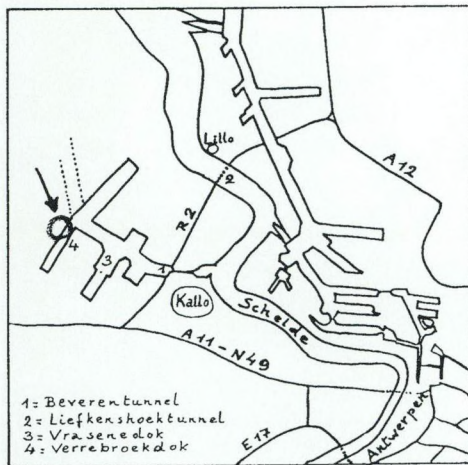 Lillo
2
A12
R2
4
3
1
Kallo
Schelde
A11-N49
1= Beverentunnel
2= Liefkenshoektunnel
3= Vrasenedok
4= Verrebroekdok
E17
Antwerpen